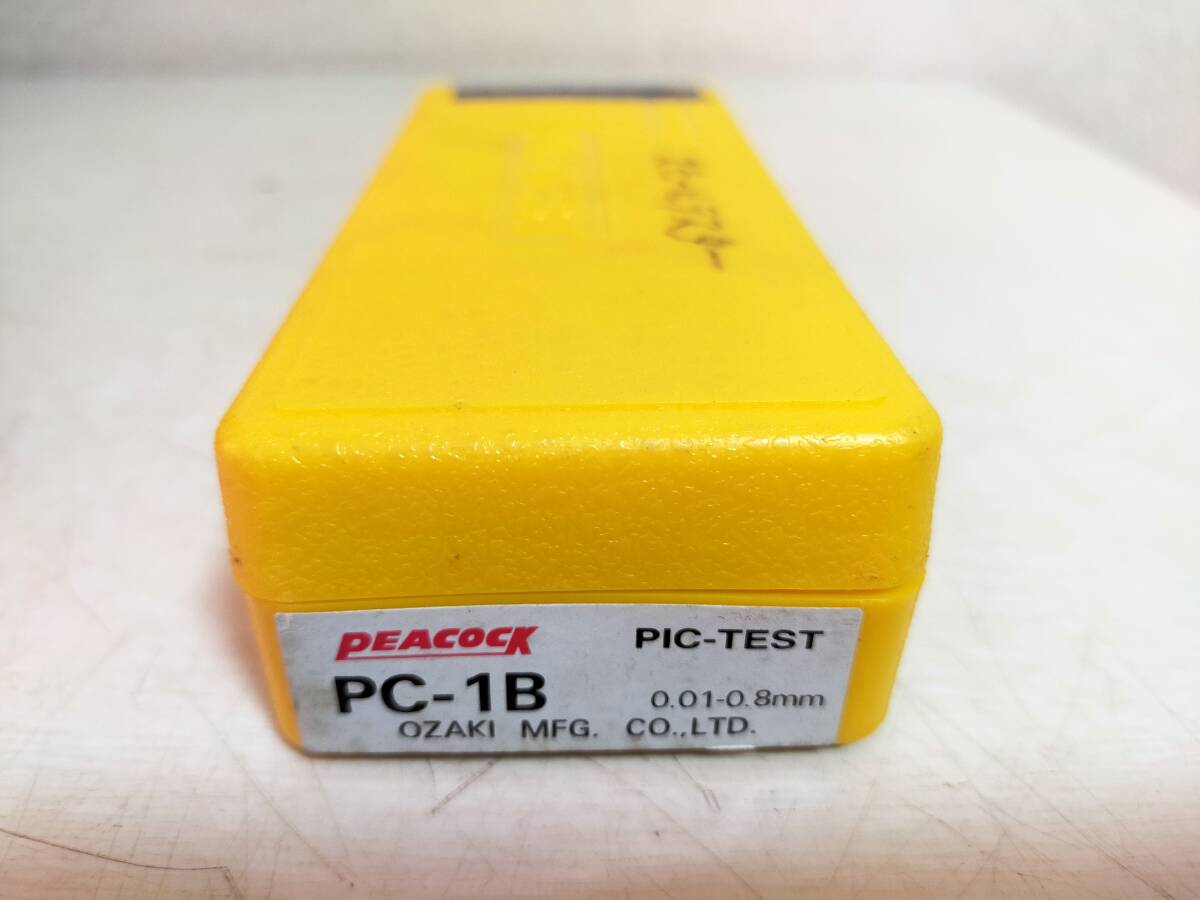 PEACOCK PIC-TEST
PC-1B 0.01-0.8mm
OZAKI MFG. CO.,LTD.